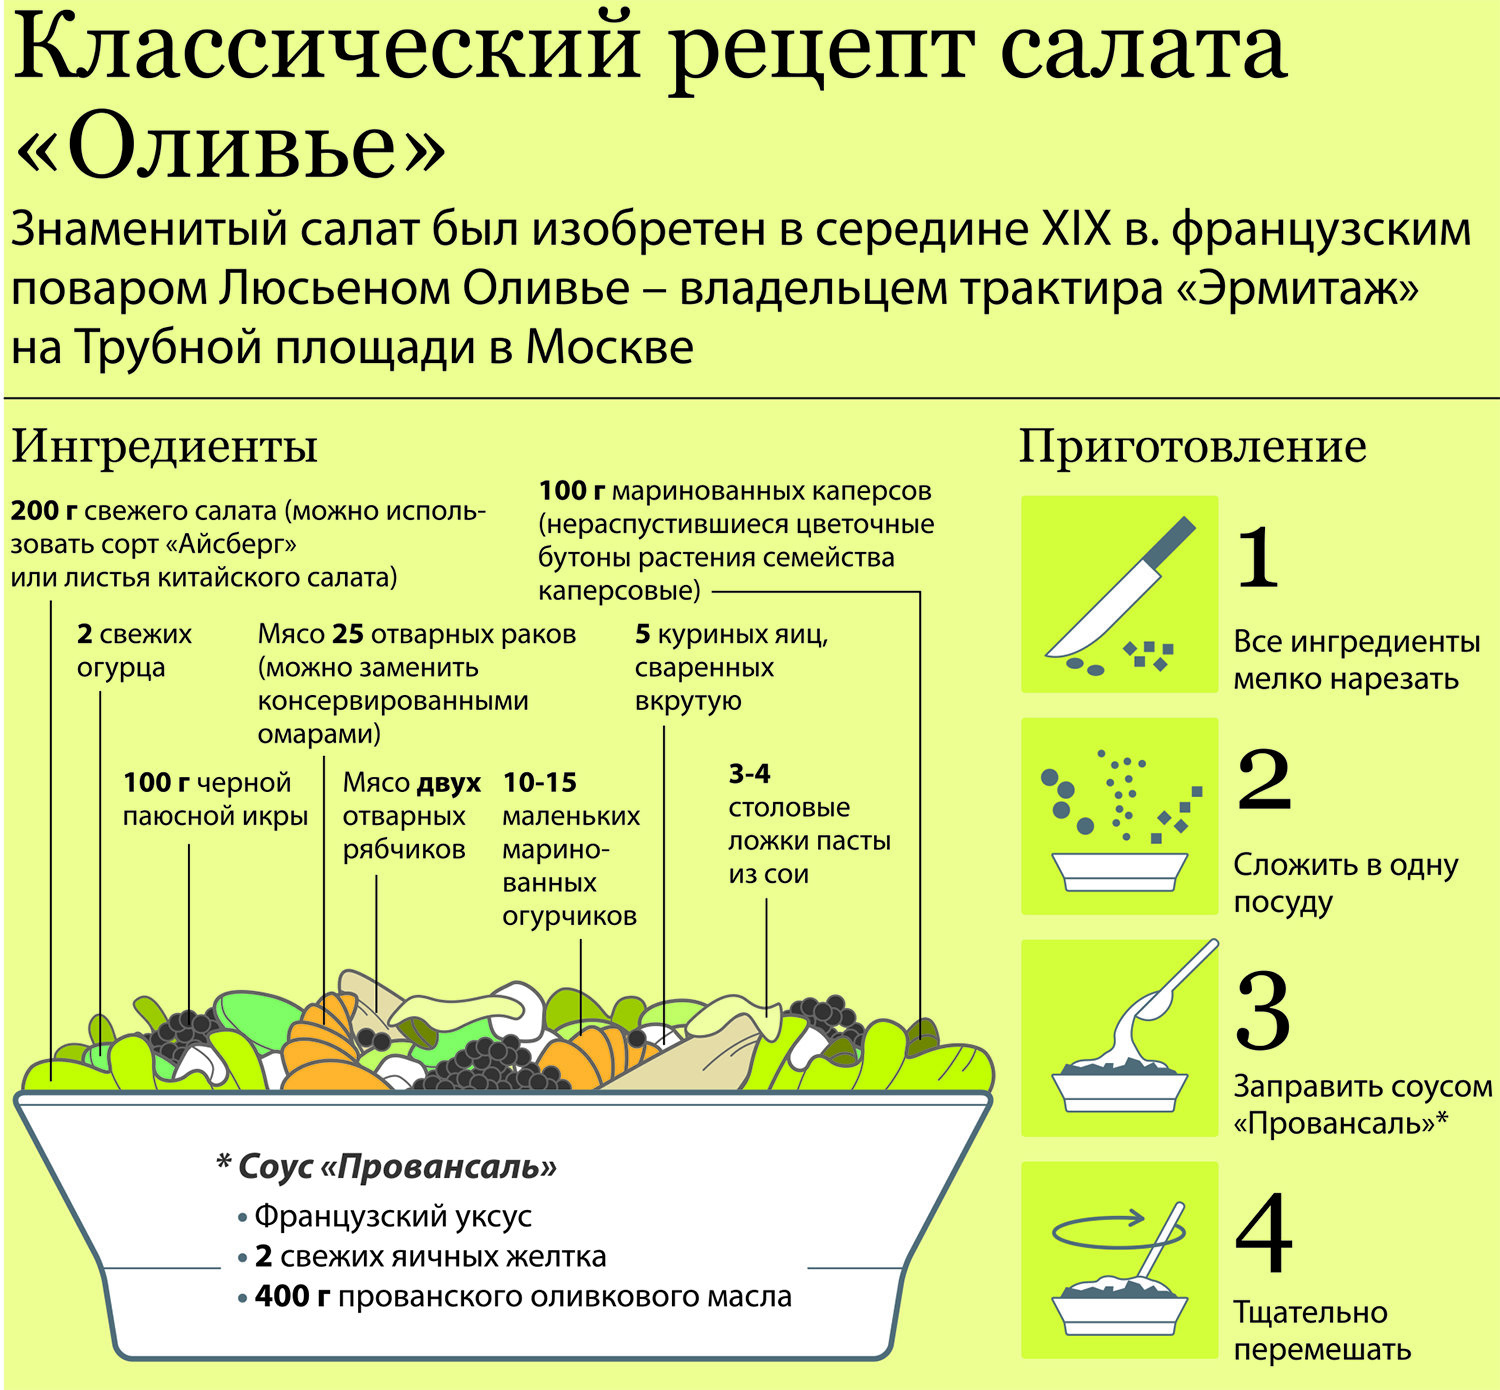 Классический рецепт салата
«Оливье»
Знаменитый салат был изобретен в середине XIX в. французским
поваром Люсьеном Оливье – владельцем трактира «Эрмитаж»
на Трубной площади в Москве
Ингредиенты
200 г свежего салата (можно исполь-
зовать сорт «Айсберг»
или листья китайского салата)
100 г маринованных каперсов
(нераспустившиеся цветочные
бутоны растения семейства
каперсовые)
2 свежих
огурца
Мясо 25 отварных раков
(можно заменить
консервированными
омарами)
5 куриных яиц,
сваренных
вкрутую
100 г черной
паюсной икры
Мясо двух
отварных
рябчиков
10-15
маленьких
марино-
ванных
огурчиков
3-4
столовые
ложки пасты
из сои
* Соус «Провансаль»
• Французский уксус
• 2 свежих яичных желтка
• 400 г прованского оливкового масла
Приготовление
1
Все ингредиенты
мелко нарезать
2
Сложить в одну
посуду
3
Заправить соусом
«Провансаль»*
4
Тщательно
перемешать